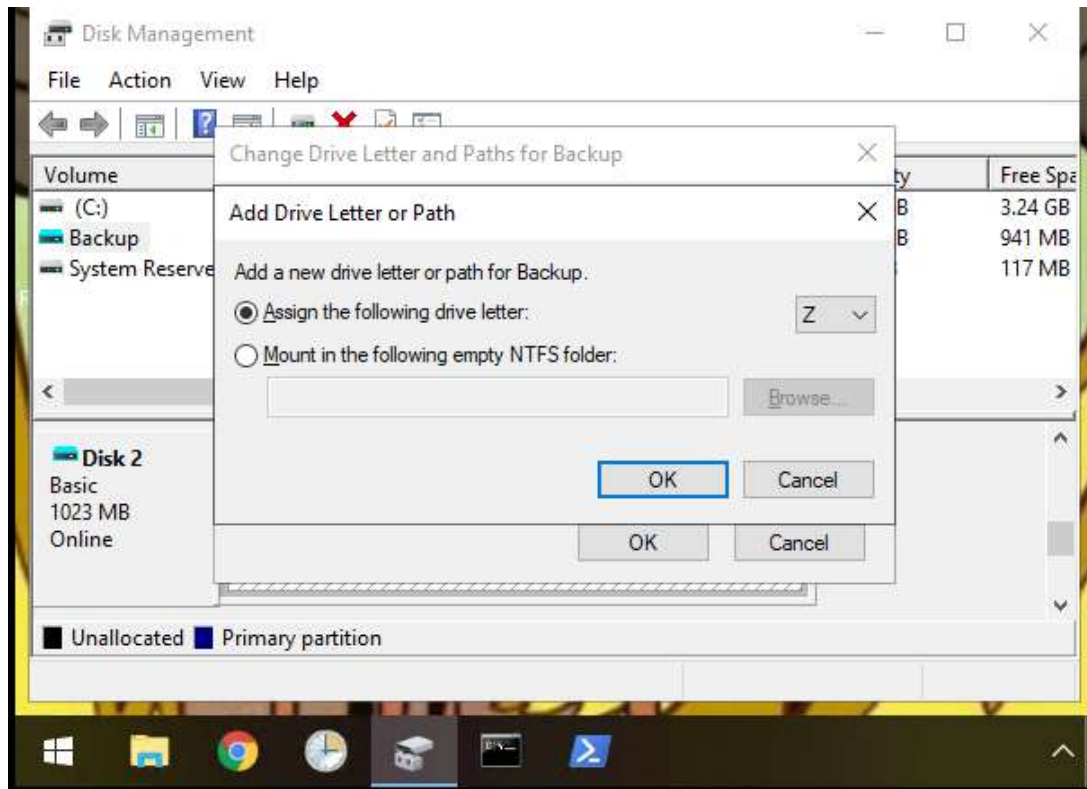 Disk Management
File Action View Help
Change Drive Letter and Paths for Backup
Volume ty Free Spa
(C:) B 3.24 GB
Backup B 941 MB
System Reserve 117 MB
Add Drive Letter or Path
Add a new drive letter or path for Backup.
Assign the following drive letter: Z
Mount in the following empty NTFS folder:
Browse...
OK Cancel
Disk 2
Basic
1023 MB
Online
OK Cancel
Unallocated Primary partition